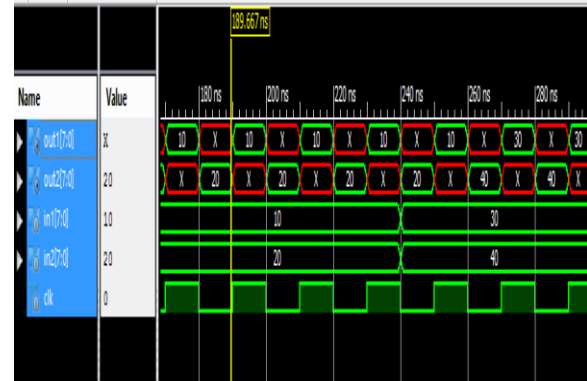 189.667 ns
Name Value 180 ns 200 ns 220 ns 240 ns 260 ns 280 ns
out1[7:0] X 10 X 10 X 10 X 10 X 10 X 30 X 30
out2[7:0] 20 X 20 X 20 X 20 X 20 X 40 X 40 X
in1[7:0] 10 10 30
in2[7:0] 20 20 40
clk 0